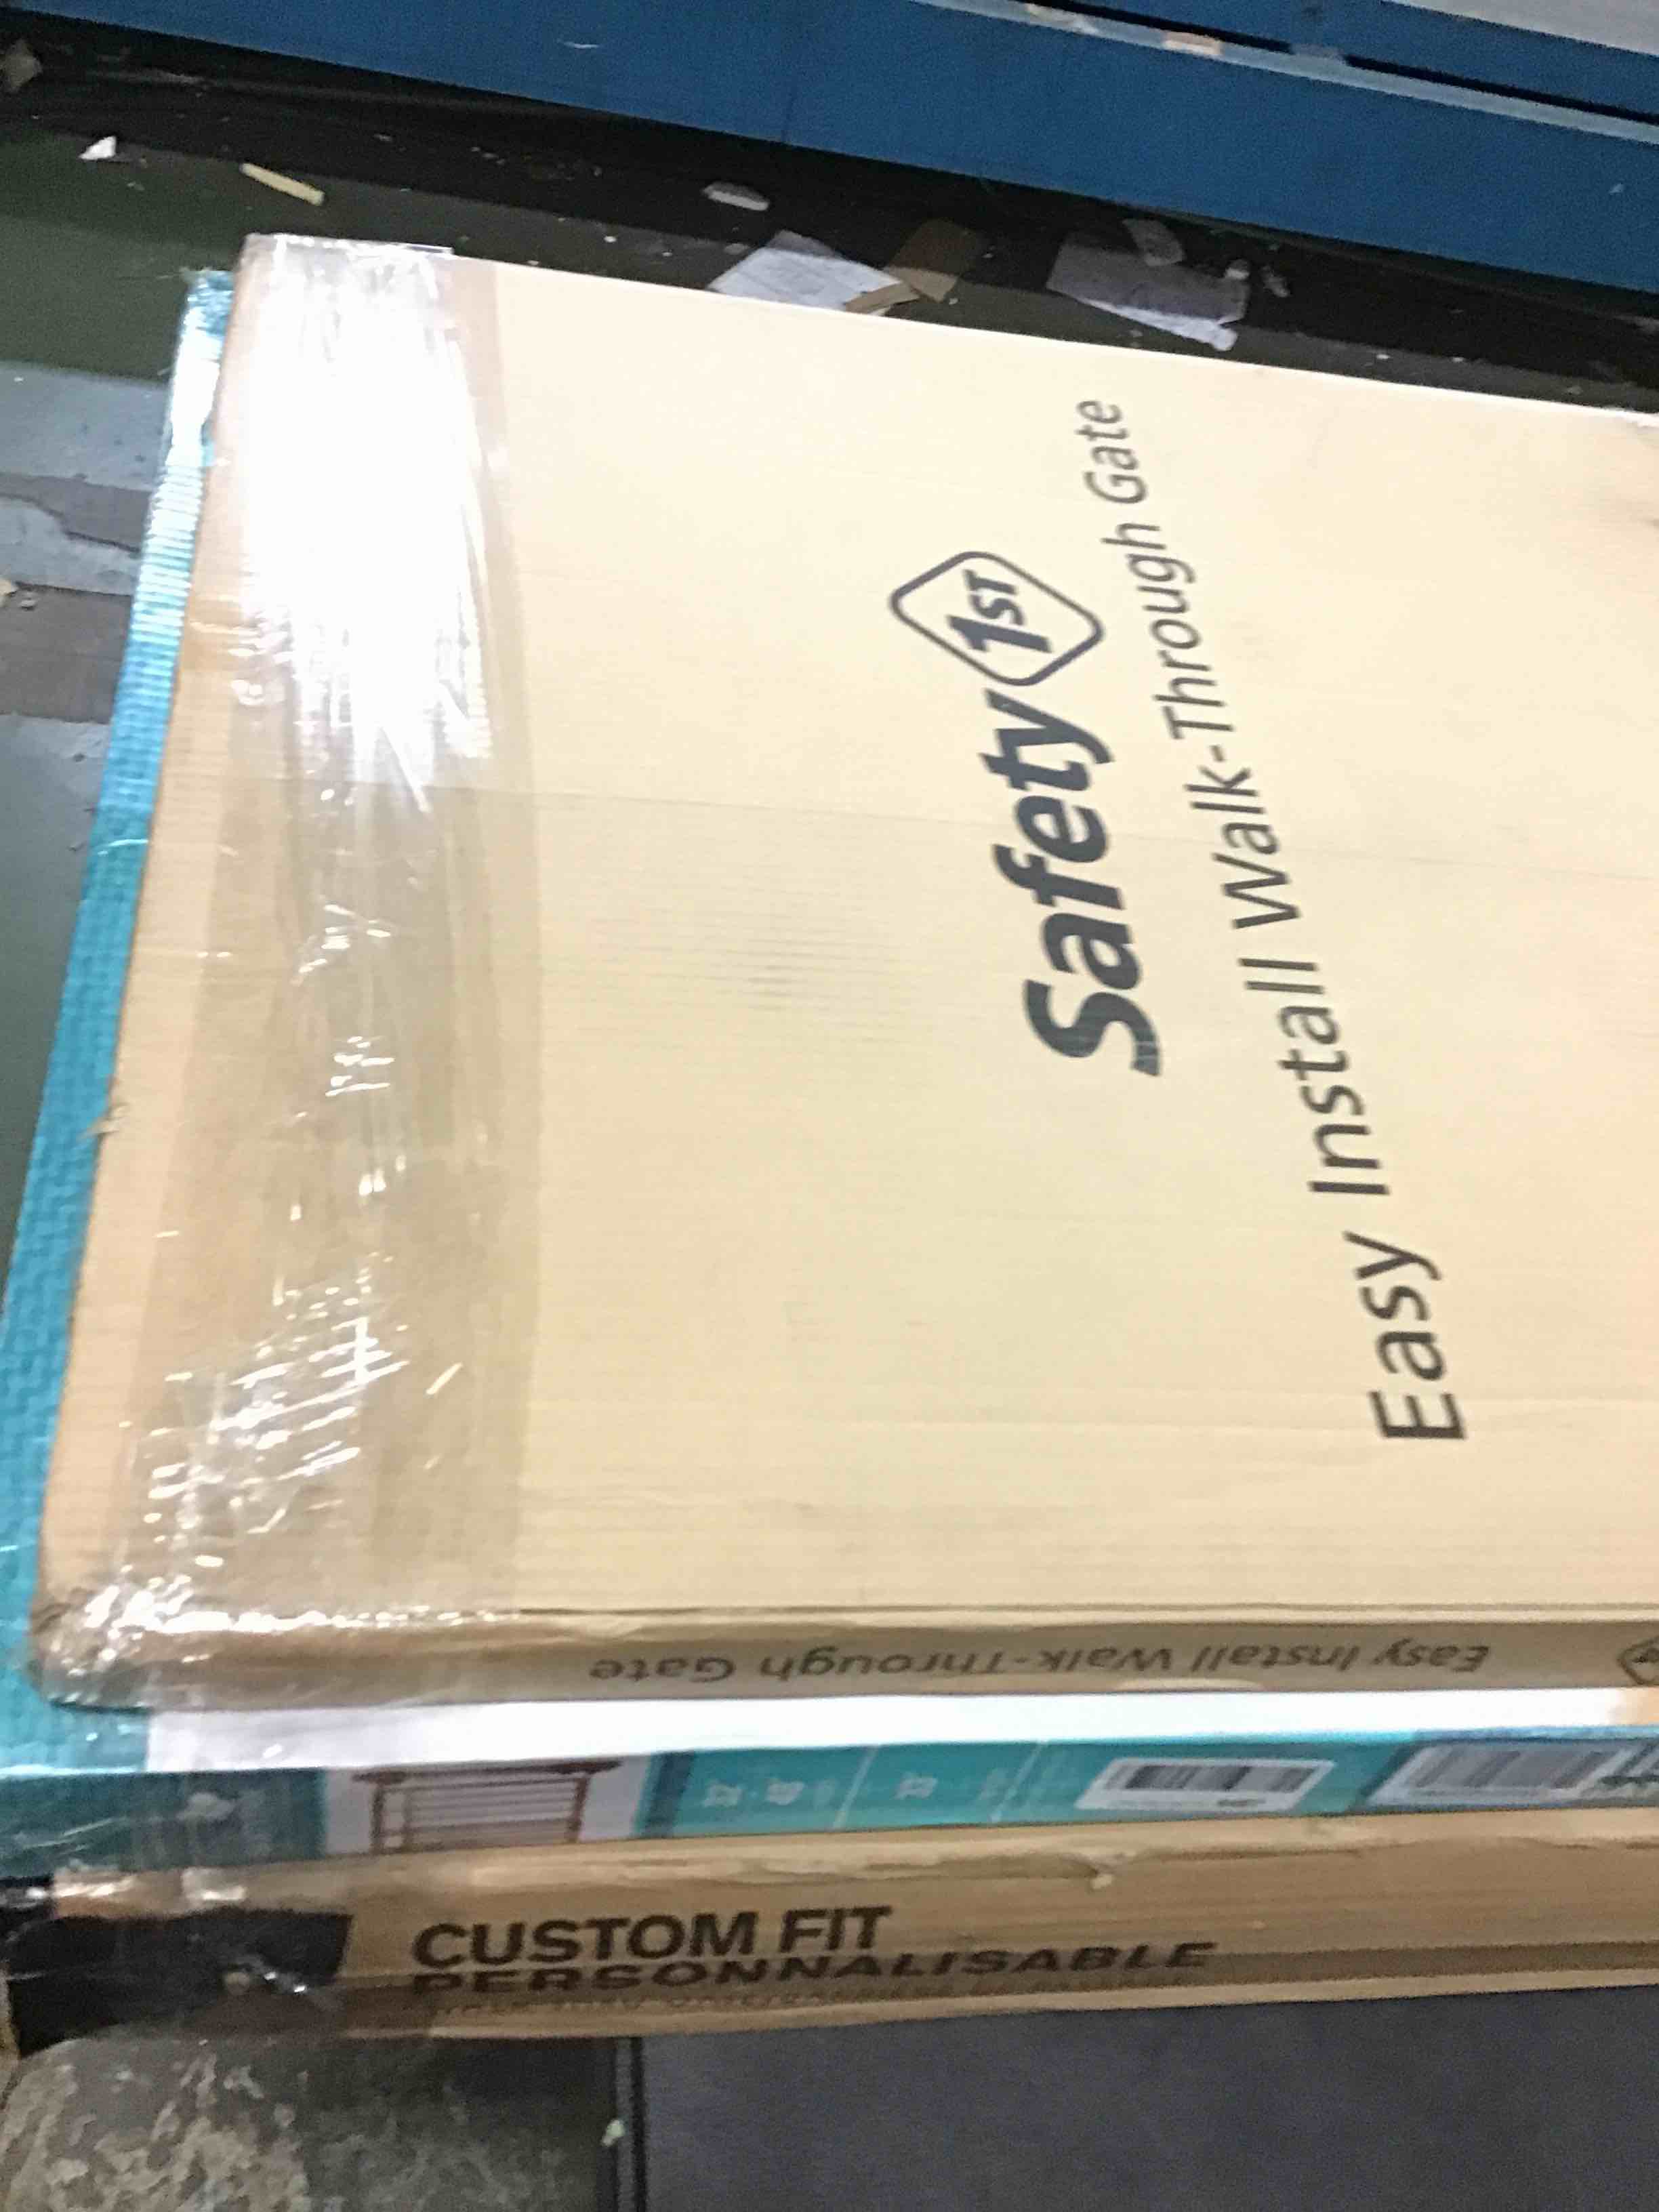 Safety 1ST
Easy Install Walk-Through Gate
Easy Install Walk-Through Gate
CUSTOM FIT
PERSONNALISABLE